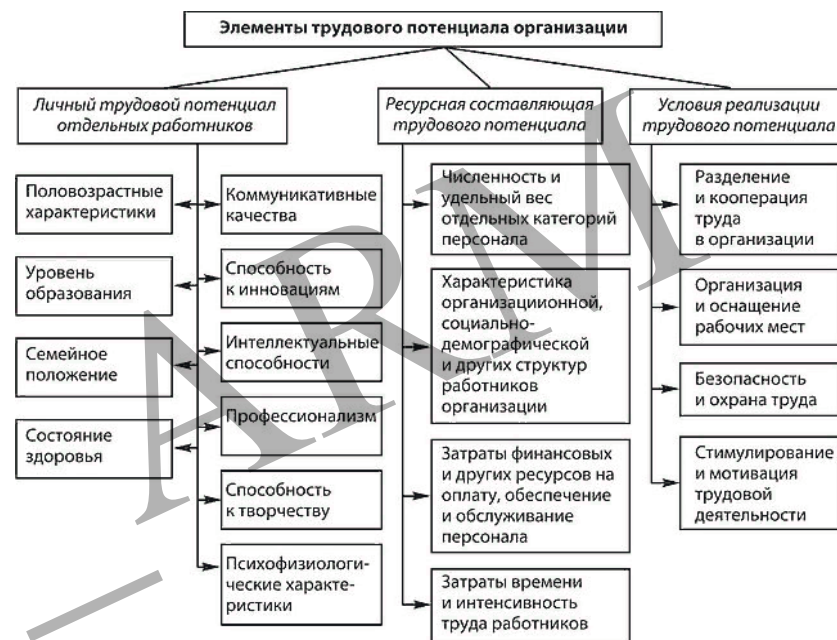 Элементы трудового потенциала организации
Личный трудовой потенциал
отдельных работников
Половозрастные
характеристики
Уровень
образования
Семейное
положение
Состояние
здоровья
Коммуникативные
качества
Способность
к инновациям
Интеллектуальные
способности
Профессионализм
Способность
к творчеству
Психофизиологи-
ческие характе-
ристики
Ресурсная составляющая
трудового потенциала
Численность и
удельный вес
отдельных категорий
персонала
Характеристика
организациионной,
социально-
демографической
и других структур
работников
организации
Затраты финансовых
и других ресурсов на
оплату, обеспечение
и обслуживание
персонала
Затраты времени
и интенсивность
труда работников
Условия реализации
трудового потенциала
Разделение
и кооперация
труда
в организации
Организация
и оснащение
рабочих мест
Безопасность
и охрана труда
Стимулирование
и мотивация
трудовой
деятельности
ARM